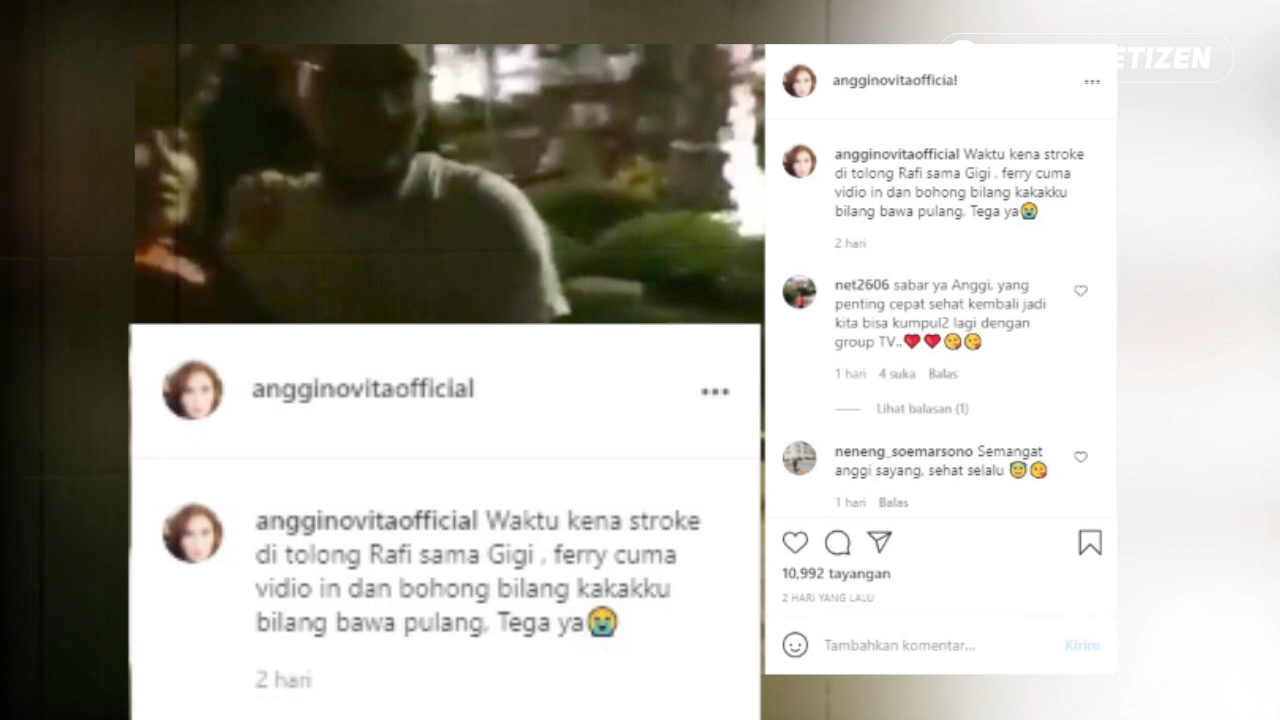 ETIZEN
angginovitaofficial
angginovitaofficial Waktu kena stroke
di tolong Rafi sama Gigi , ferry cuma
vidio in dan bohong bilang kakakku
bilang bawa pulang, Tega ya😭
2 hari
net2606 sabar ya Anggi, yang
penting cepat sehat kembali jadi
kita bisa kumpul2 lagi dengan
group TV..❤️❤️😘😘
1 hari 4 suka Balas
Lihat balasan (1)
neneng_soemarsono Semangat
anggi sayang, sehat selalu 😇😘
1 hari Balas
10,992 tayangan
2 HARI YANG LALU
Tambahkan komentar... Kirim
angginovitaofficial
angginovitaofficial Waktu kena stroke
di tolong Rafi sama Gigi , ferry cuma
vidio in dan bohong bilang kakakku
bilang bawa pulang, Tega ya😭
2 hari